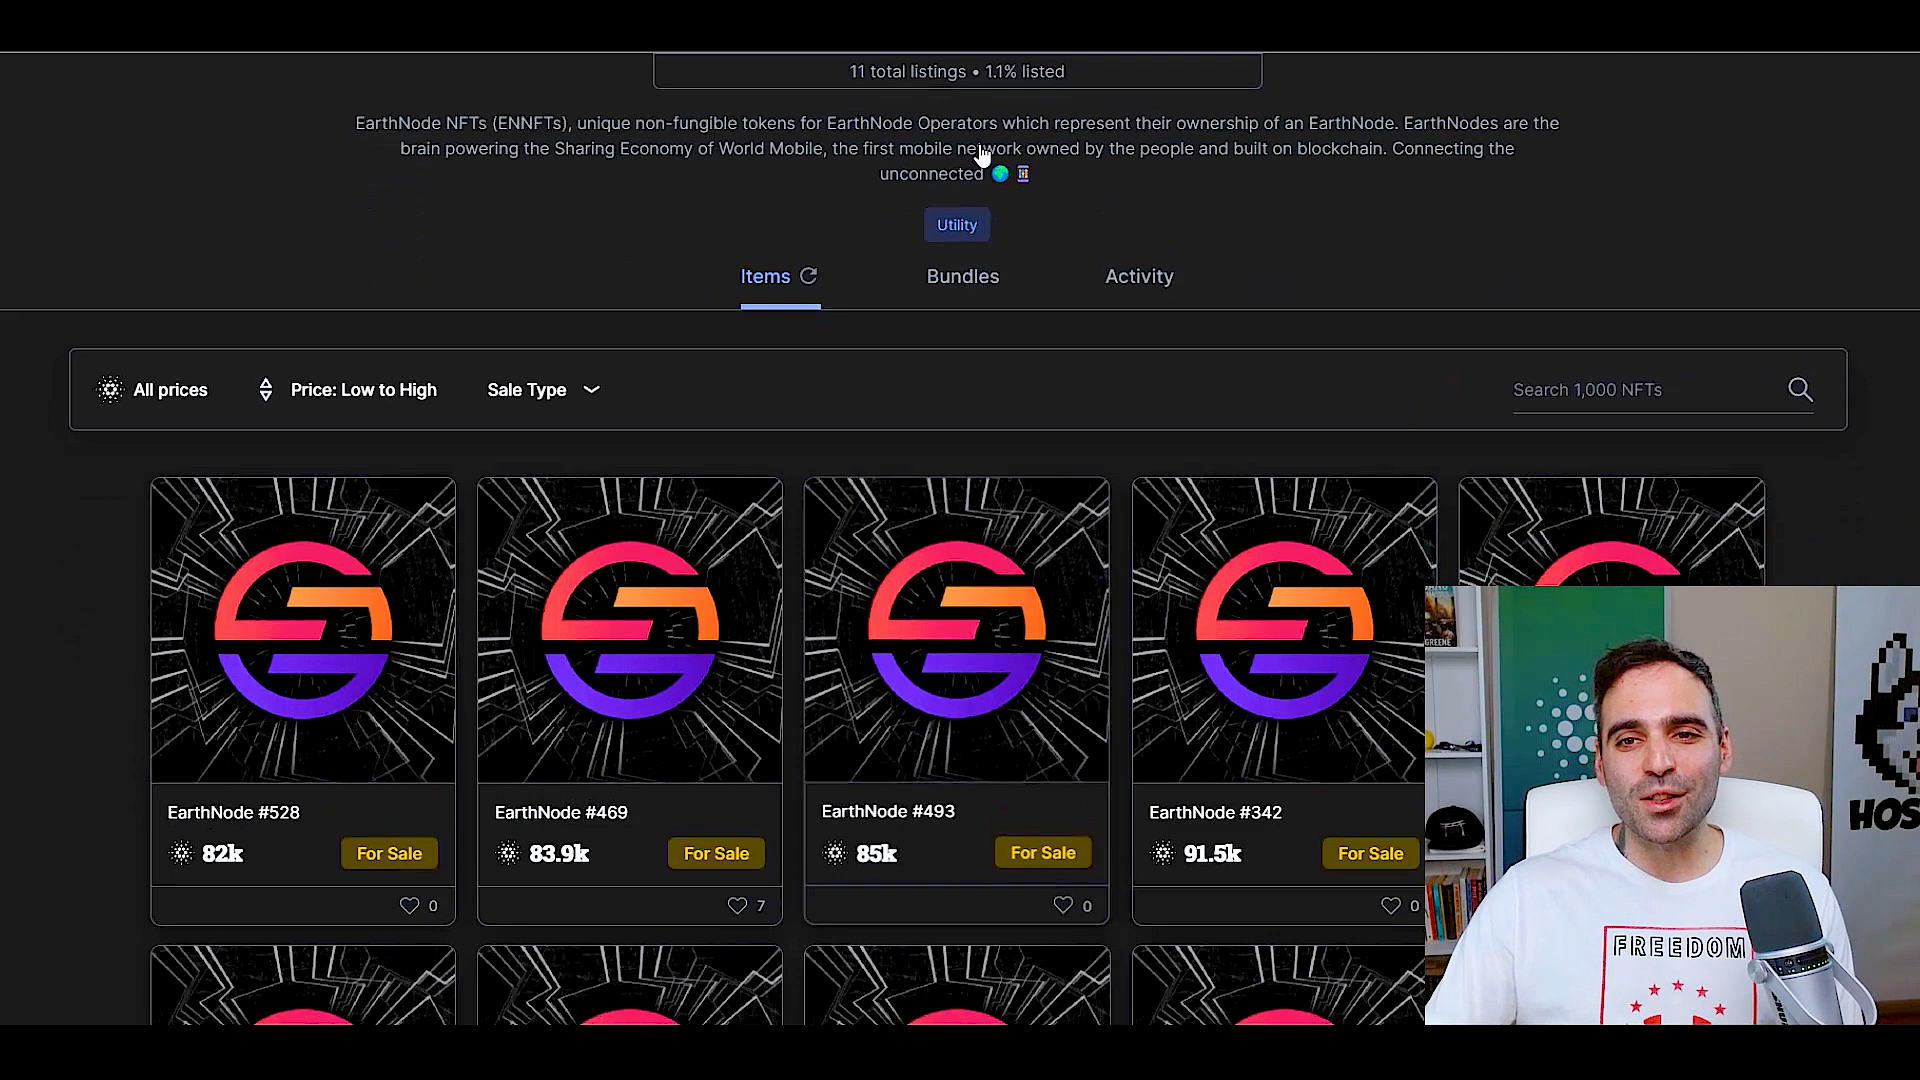 11 total listings • 1.1% listed
EarthNode NFTs (ENNFTs), unique non-fungible tokens for EarthNode Operators which represent their ownership of an EarthNode. EarthNodes are the
brain powering the Sharing Economy of World Mobile, the first mobile network owned by the people and built on blockchain. Connecting the
unconnected
Utility
Items
Bundles
Activity
All prices
Price: Low to High
Sale Type
Search 1,000 NFTs
EarthNode #528
82k
For Sale
0
EarthNode #469
83.9k
For Sale
7
EarthNode #493
85k
For Sale
0
EarthNode #342
91.5k
For Sale
0
GREENE
HOS
FREEDOM